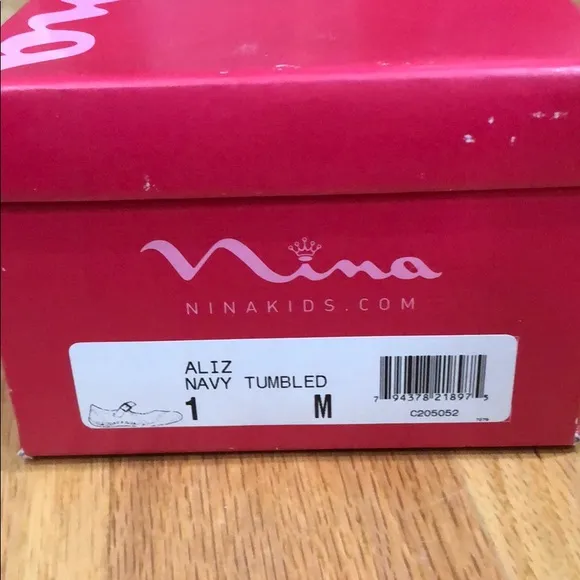 nina
NINAKIDS.COM
ALIZ
NAVY TUMBLED
1 M
7 94378 21897 5
C205052